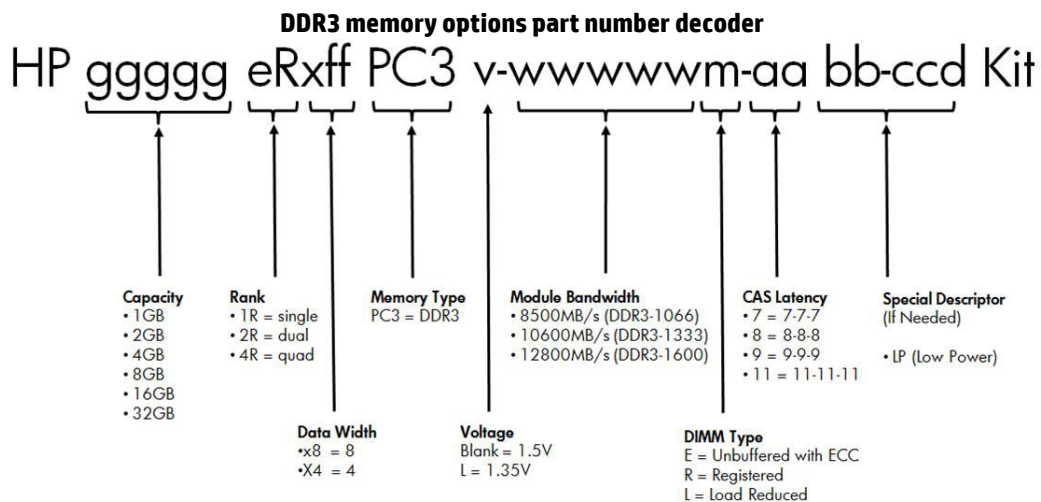 DDR3 memory options part number decoder
HP ggggg eRxff PC3 v-wwwwwm-aa bb-ccd Kit
Capacity
• 1GB
• 2GB
• 4GB
• 8GB
• 16GB
• 32GB
Rank
• 1R = single
• 2R = dual
• 4R = quad
Memory Type
PC3 = DDR3
Module Bandwidth
• 8500MB/s (DDR3-1066)
• 10600MB/s (DDR3-1333)
• 12800MB/s (DDR3-1600)
CAS Latency
• 7 = 7-7-7
• 8 = 8-8-8
• 9 = 9-9-9
• 11 = 11-11-11
Special Descriptor
(If Needed)
• LP (Low Power)
Data Width
•x8 = 8
•X4 = 4
Voltage
Blank = 1.5V
L = 1.35V
DIMM Type
E = Unbuffered with ECC
R = Registered
L = Load Reduced